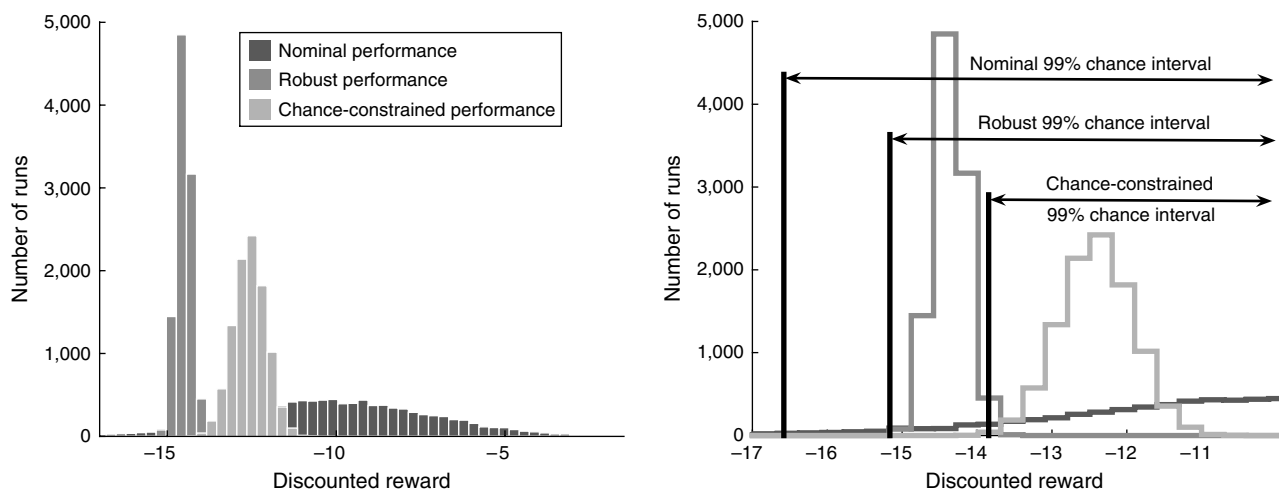 5,000
4,000
3,000
2,000
1,000
0
Number of runs
Nominal performance
Robust performance
Chance-constrained performance
−15
−10
−5
Discounted reward
5,000
4,000
3,000
2,000
1,000
0
Number of runs
Nominal 99% chance interval
Robust 99% chance interval
Chance-constrained
99% chance interval
−17
−16
−15
−14
−13
−12
−11
Discounted reward